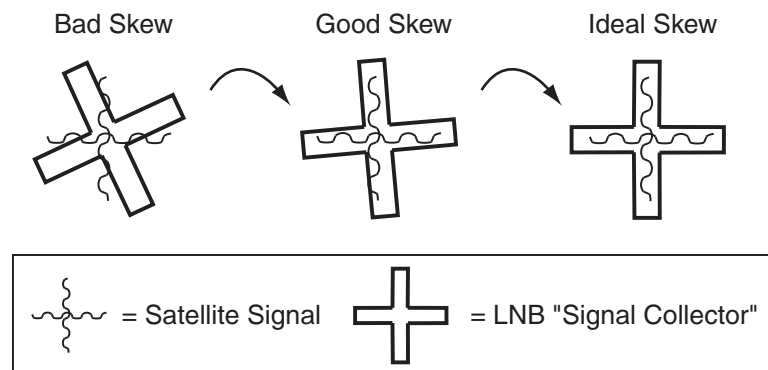 Bad Skew Good Skew Ideal Skew
= Satellite Signal = LNB "Signal Collector"